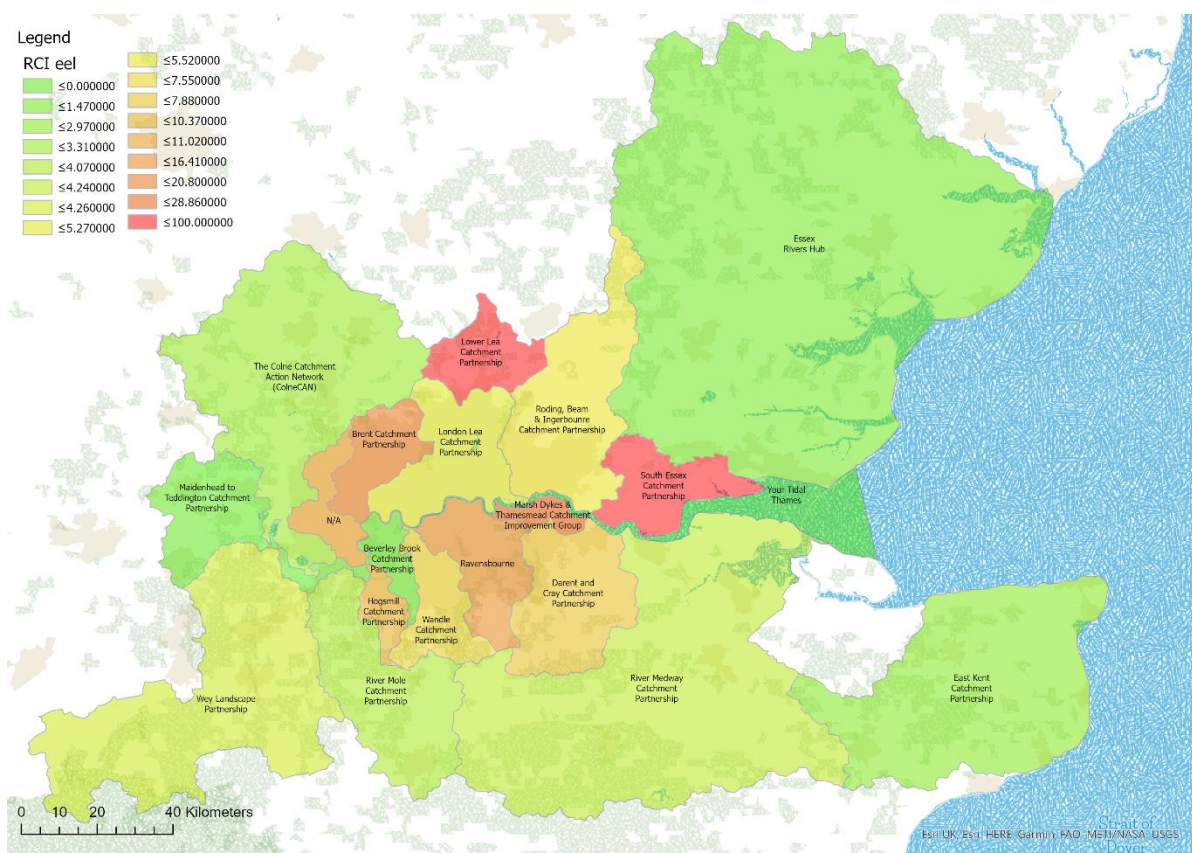 Legend
RCI eel
≤0.000000
≤1.470000
≤2.970000
≤3.310000
≤4.070000
≤4.240000
≤4.260000
≤5.270000
≤5.520000
≤7.550000
≤7.880000
≤10.370000
≤11.020000
≤16.410000
≤20.800000
≤28.860000
≤100.000000
Essex
Rivers Hub
Lower Lea
Catchment
Partnership
The Colne Catchment
Action Network
(ColneCAN)
Roding, Beam
& Ingerbounre
Catchment Partnership
Brent Catchment
Partnership
London Lea
Catchment
Partnership
South Essex
Catchment
Partnership
Your Tidal
Thames
Maidenhead to
Teddington Catchment
Partnership
Marsh Dykes &
Thamesmead Catchment
Improvement Group
N/A
Beverley Brook
Catchment
Partnership
Ravensbourne
Darent and
Cray Catchment
Partnership
Hogsmill
Catchment
Partnership
Wandle
Catchment
Partnership
River Mole
Catchment
Partnership
River Medway
Catchment
Partnership
East Kent
Catchment
Partnership
Wey Landscape
Partnership
0 10 20 40 Kilometers
Strait of
Dover
Esri UK, Esri, HERE, Garmin, FAO, METI/NASA, USGS